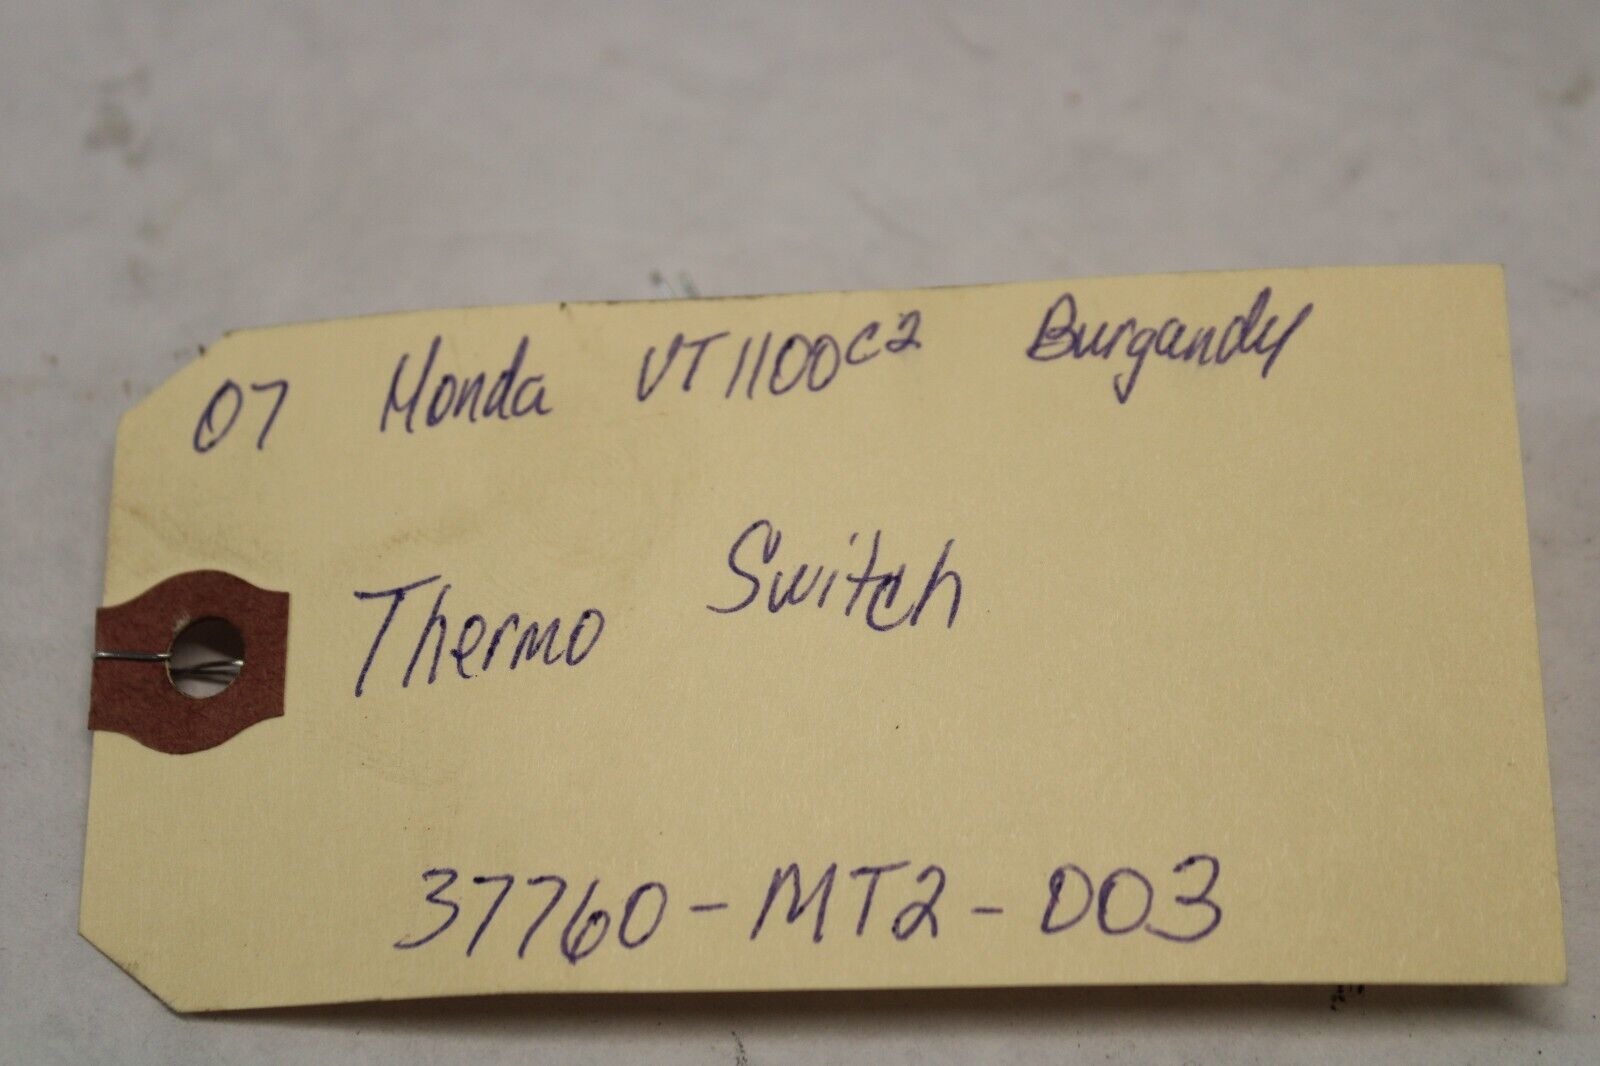 07 Honda VT1100C2 Burgandy
Thermo Switch
37760-MT2-003